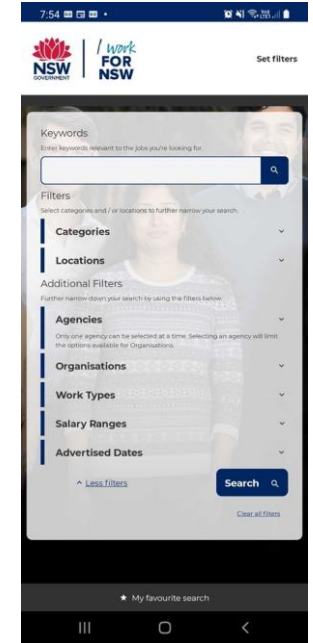 7:54
NSW
GOVERNMENT
I work
FOR
NSW
Set filters
Keywords
Enter keywords relevant to the jobs you're looking for.
Filters
Select categories and / or locations to further narrow your search.
Categories
Locations
Additional Filters
Further narrow down your search by using the filters below.
Agencies
Only one agency can be selected at a time. Selecting an agency will limit
the options available for Organisations.
Organisations
Work Types
Salary Ranges
Advertised Dates
Less filters
Search
Clear all filters
My favourite search